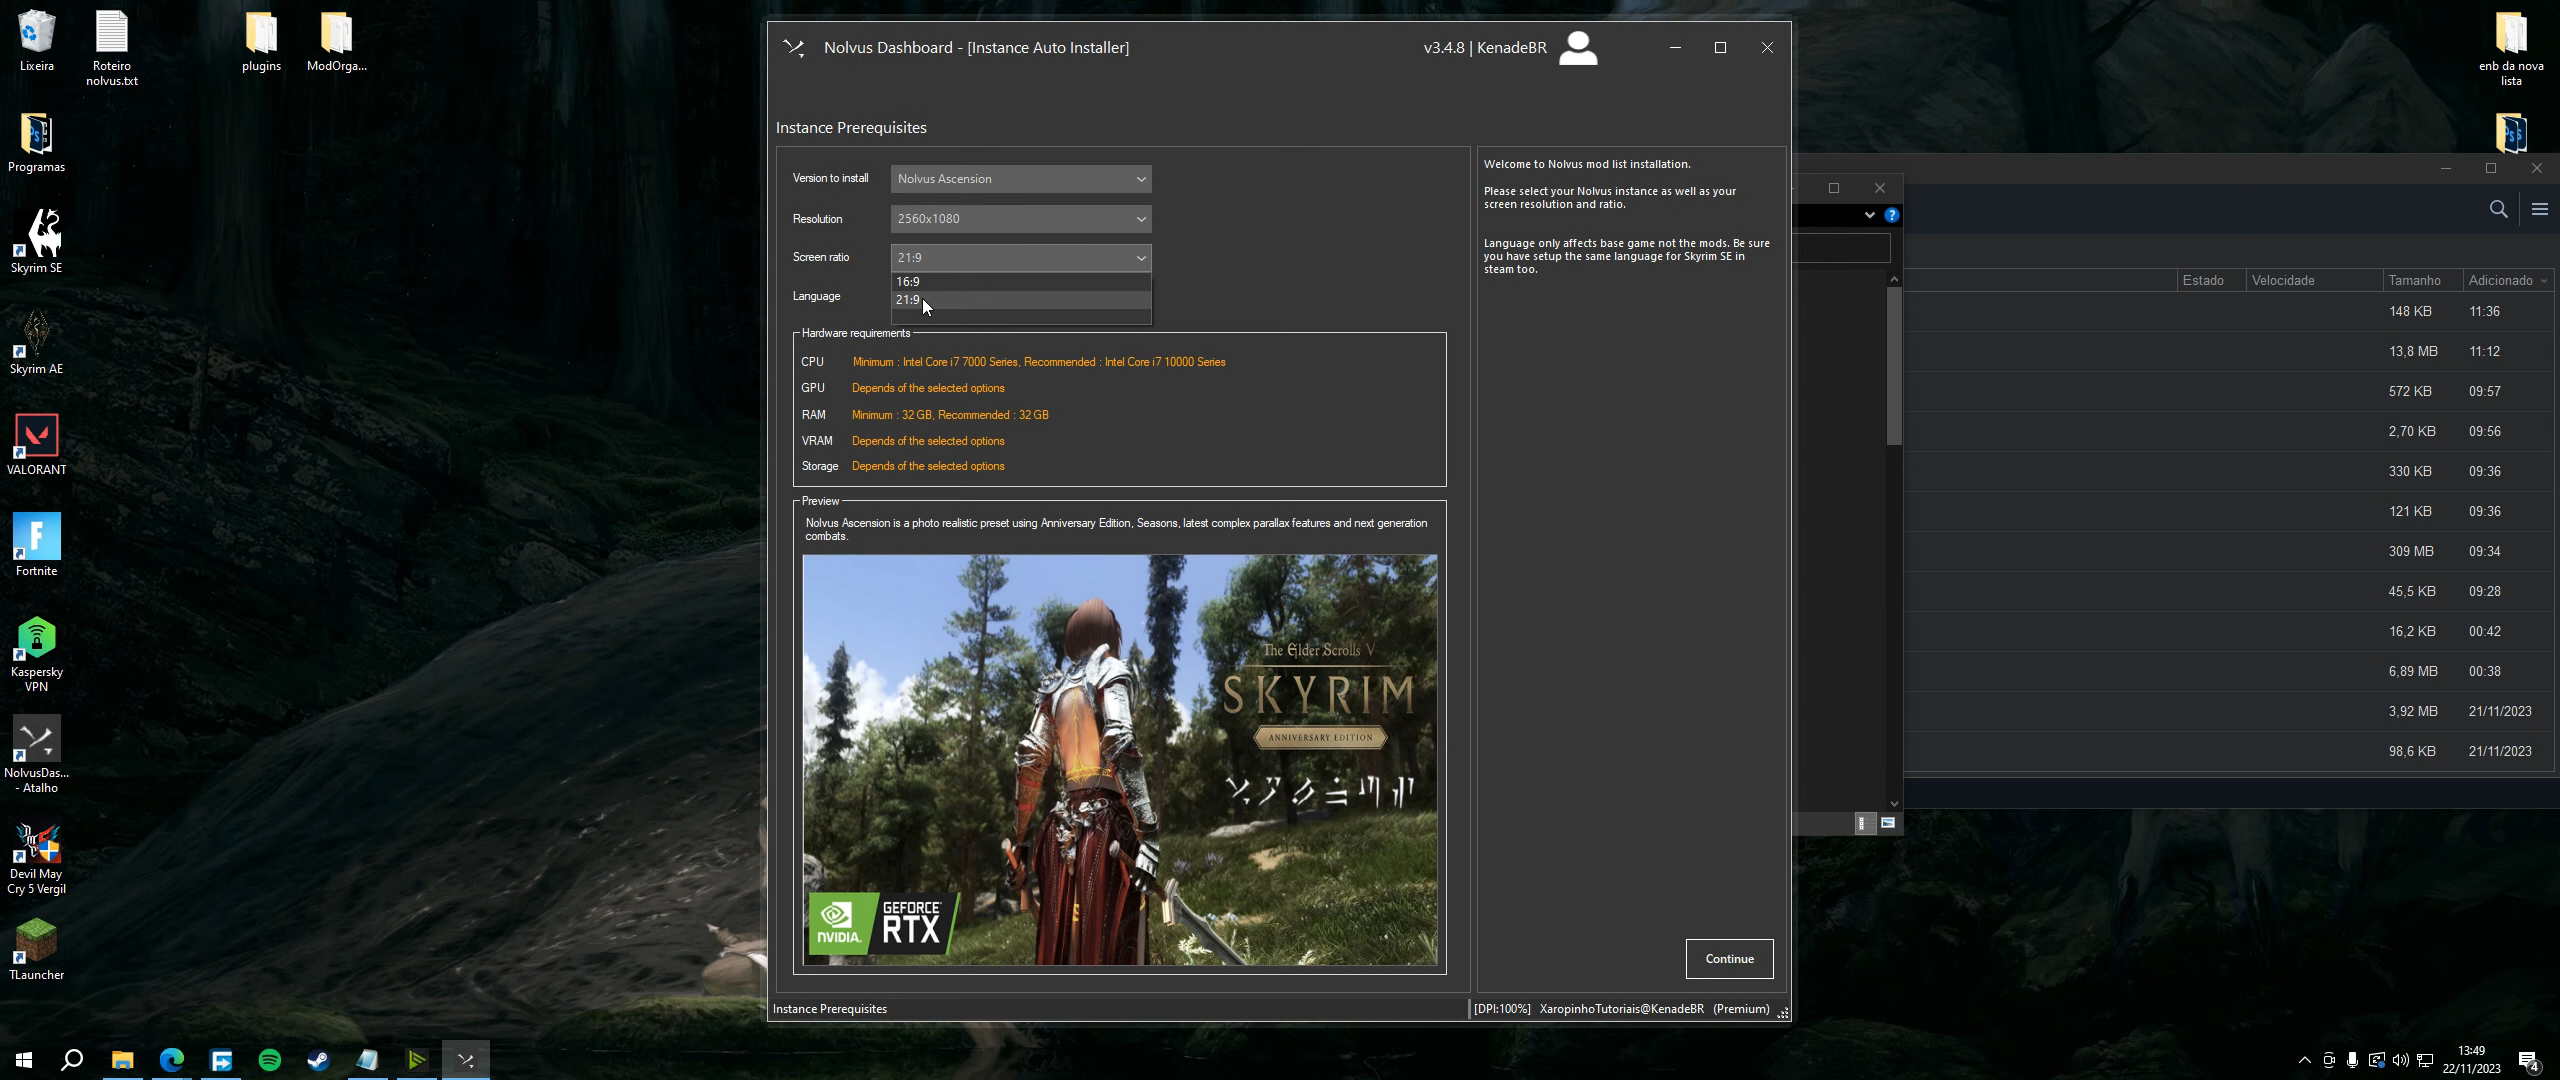 Lixeira
Roteiro
nolvus.txt
plugins
ModOrga...
Programas
Skyrim SE
Skyrim AE
VALORANT
Fortnite
Kaspersky
VPN
NolvusDas...
- Atalho
Devil May
Cry 5 Vergil
TLauncher
Nolvus Dashboard - [Instance Auto Installer]
v3.4.8 | KenadeBR
Instance Prerequisites
Version to install
Nolvus Ascension
Resolution
2560x1080
Screen ratio
21:9
16:9
21:9
Language
Hardware requirements
CPU Minimum : Intel Core i7 7000 Series, Recommended : Intel Core i7 10000 Series
GPU Depends of the selected options
RAM Minimum : 32 GB, Recommended : 32 GB
VRAM Depends of the selected options
Storage Depends of the selected options
Preview
Nolvus Ascension is a photo realistic preset using Anniversary Edition, Seasons, latest complex parallax features and next generation
combats.
The Elder Scrolls V
SKYRIM
ANNIVERSARY EDITION
NVIDIA.
GEFORCE
RTX
Welcome to Nolvus mod list installation.
Please select your Nolvus instance as well as your
screen resolution and ratio.
Language only affects base game not the mods. Be sure
you have setup the same language for Skyrim SE in
steam too.
Continue
Instance Prerequisites
[DPI:100%] XaropinhoTutoriais@KenadeBR (Premium)
enb da nova
lista
Estado Velocidade Tamanho Adicionado
148 KB 11:36
13,8 MB 11:12
572 KB 09:57
2,70 KB 09:56
330 KB 09:36
121 KB 09:36
309 MB 09:34
45,5 KB 09:28
16,2 KB 00:42
6,89 MB 00:38
3,92 MB 21/11/2023
98,6 KB 21/11/2023
13:49
22/11/2023
4